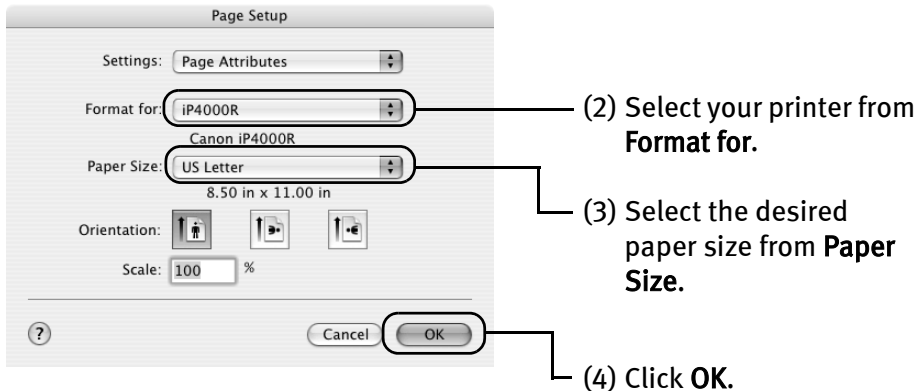 Page Setup
Settings: Page Attributes
Format for: iP4000R
Canon iP4000R
Paper Size: US Letter
8.50 in x 11.00 in
Orientation:
Scale: 100 %
? Cancel OK
(2) Select your printer from
Format for.
(3) Select the desired
paper size from Paper
Size.
(4) Click OK.